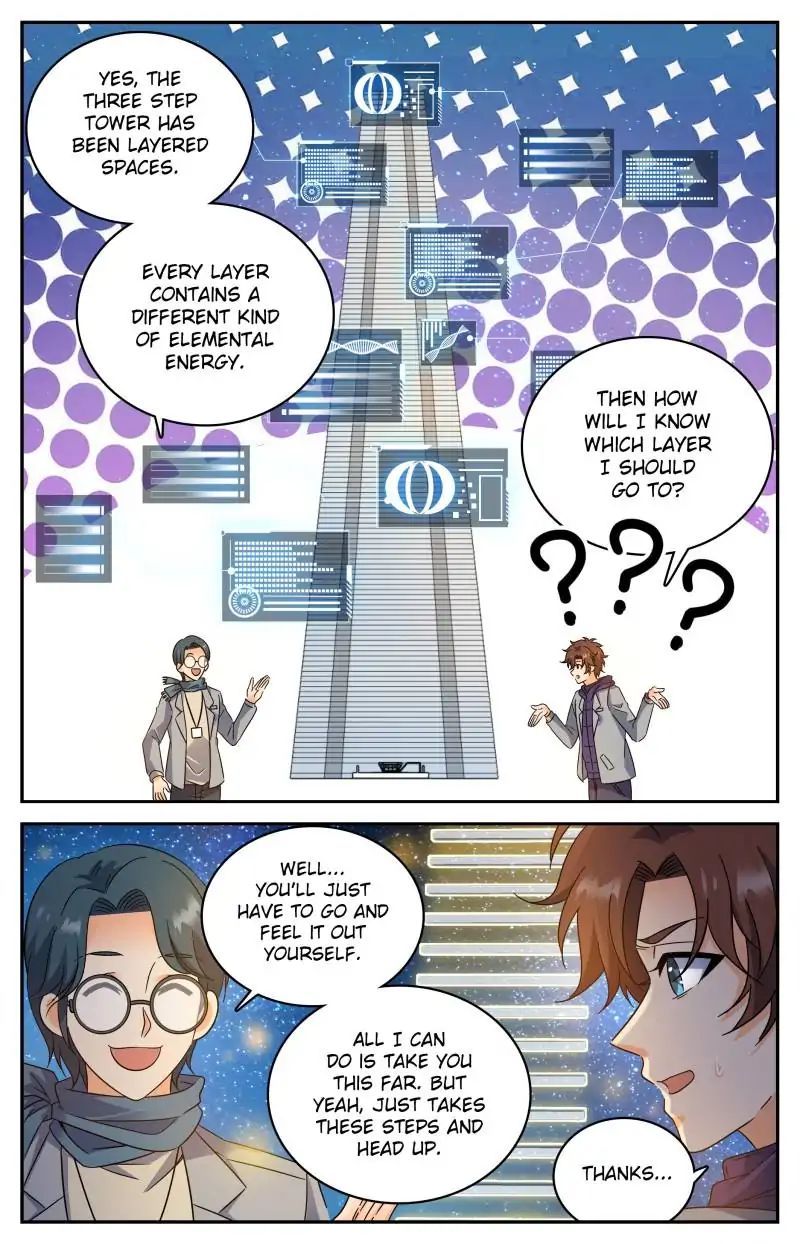 YES, THE
THREE STEP
TOWER HAS
BEEN LAYERED
SPACES.
EVERY LAYER
CONTAINS A
DIFFERENT KIND
OF ELEMENTAL
ENERGY.
THEN HOW
WILL I KNOW
WHICH LAYER
I SHOULD
GO TO?
? ? ?
WELL...
YOU'LL JUST
HAVE TO GO AND
FEEL IT OUT
YOURSELF.
ALL I CAN
DO IS TAKE YOU
THIS FAR. BUT
YEAH, JUST TAKES
THESE STEPS AND
HEAD UP.
THANKS...